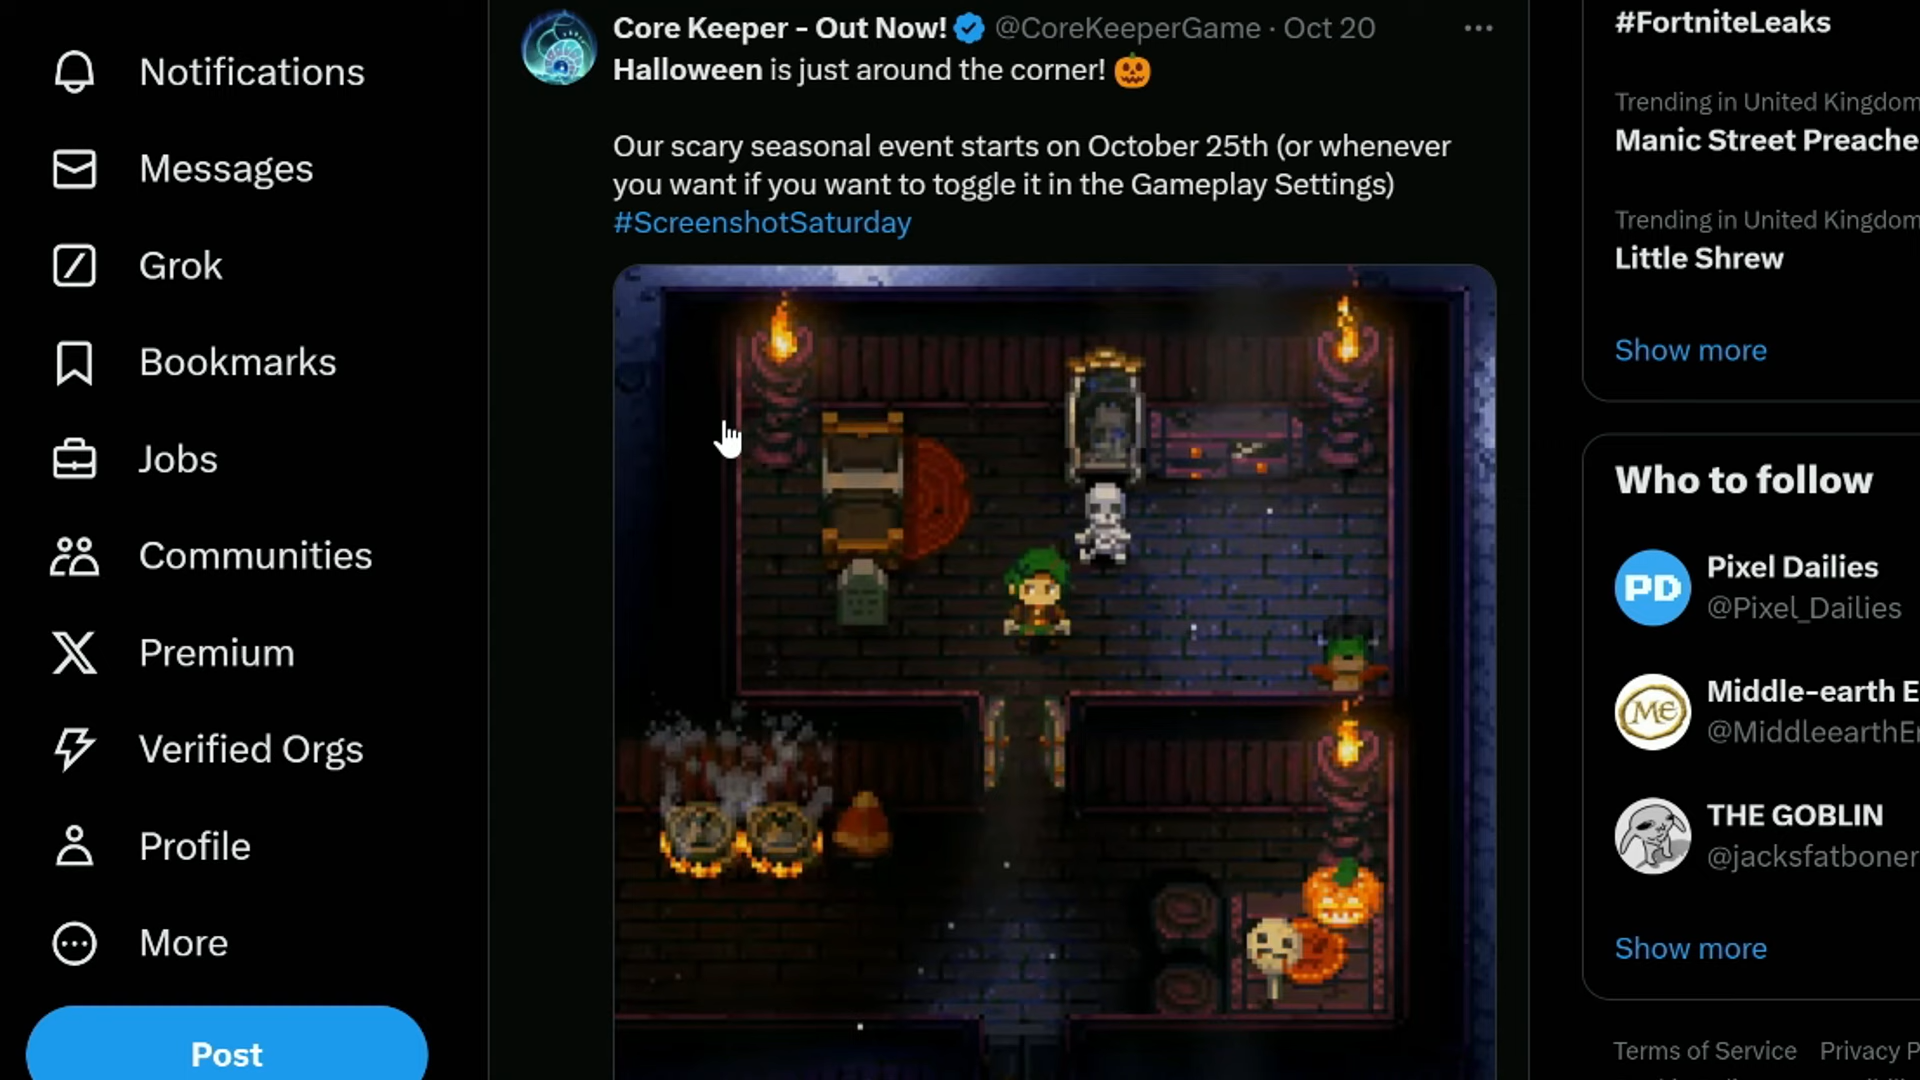 Notifications
Messages
Grok
Bookmarks
Jobs
Communities
Premium
Verified Orgs
Profile
More
Post
Core Keeper - Out Now! @CoreKeeperGame · Oct 20
Halloween is just around the corner! 🎃
Our scary seasonal event starts on October 25th (or whenever
you want if you want to toggle it in the Gameplay Settings)
#ScreenshotSaturday
#FortniteLeaks
Trending in United Kingdom
Manic Street Preache
Trending in United Kingdom
Little Shrew
Show more
Who to follow
PD
Pixel Dailies
@Pixel_Dailies
ME
Middle-earth E
@MiddleearthEn
THE GOBLIN
@jacksfatboner
Show more
Terms of Service Privacy P